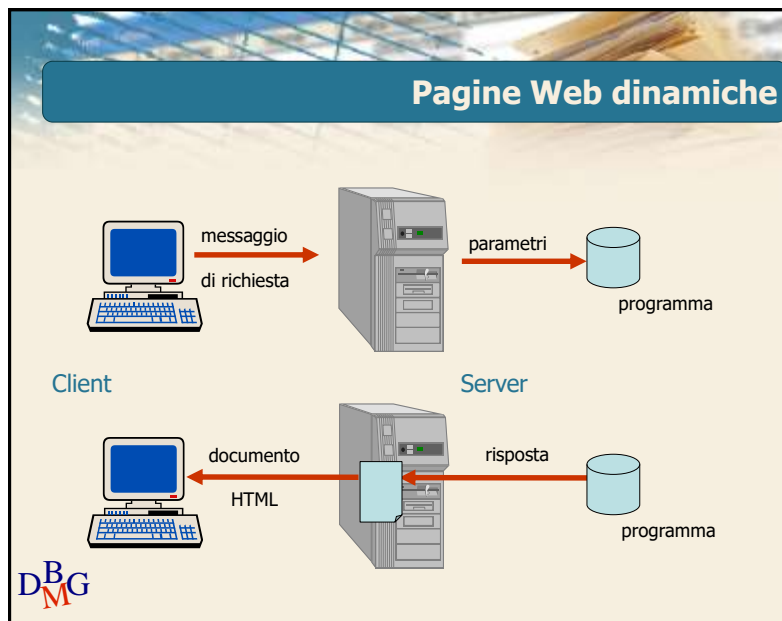 Pagine Web dinamiche
messaggio
di richiesta
parametri
programma
Client
Server
documento
HTML
risposta
programma
DBMG